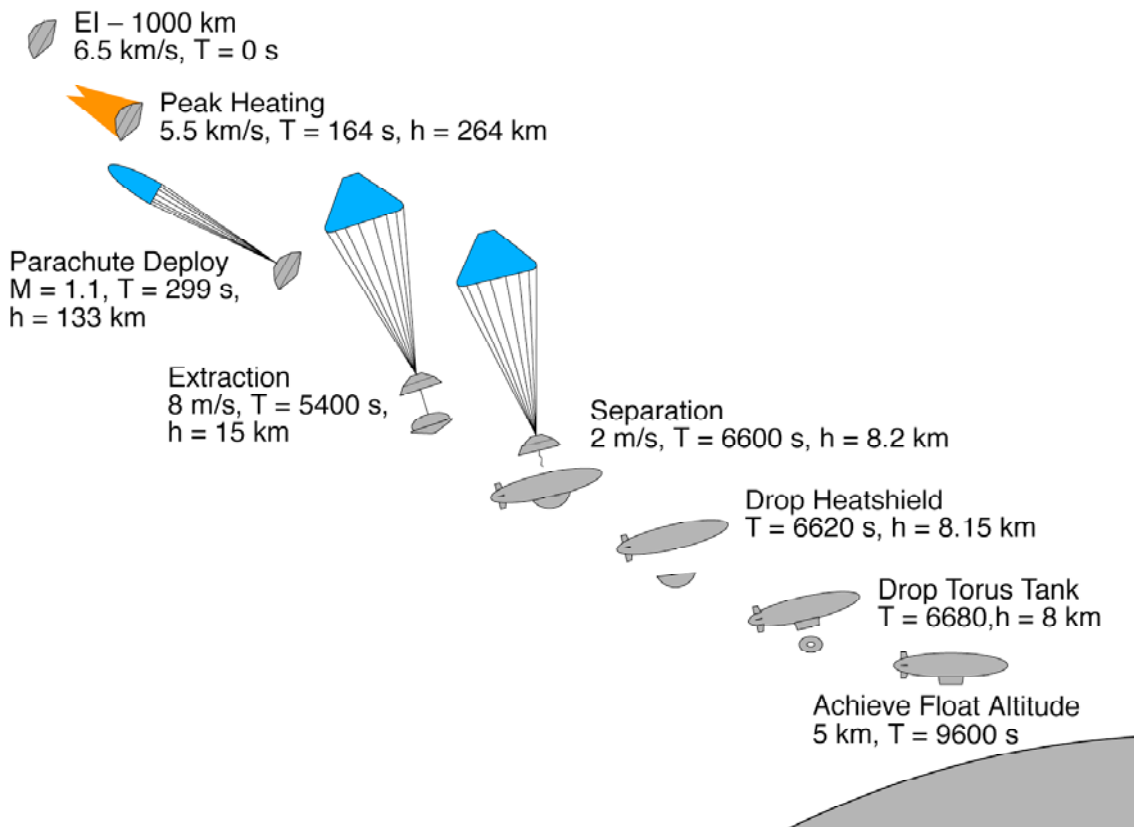 EI – 1000 km
6.5 km/s, T = 0 s
Peak Heating
5.5 km/s, T = 164 s, h = 264 km
Parachute Deploy
M = 1.1, T = 299 s,
h = 133 km
Extraction
8 m/s, T = 5400 s,
h = 15 km
Separation
2 m/s, T = 6600 s, h = 8.2 km
Drop Heatshield
T = 6620 s, h = 8.15 km
Drop Torus Tank
T = 6680,h = 8 km
Achieve Float Altitude
5 km, T = 9600 s